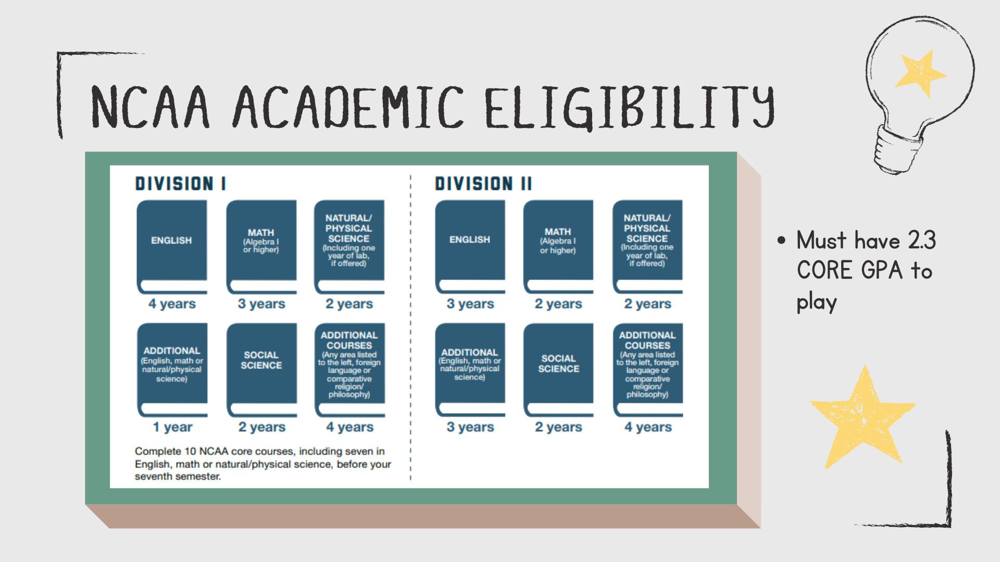 NCAA ACADEMIC ELIGIBILITY
DIVISION I
ENGLISH
4 years
MATH
(Algebra I
or higher)
3 years
NATURAL/
PHYSICAL
SCIENCE
(Including one
year of lab,
if offered)
2 years
ADDITIONAL
(English, math or
natural/physical
science)
1 year
SOCIAL
SCIENCE
2 years
ADDITIONAL
COURSES
(Any area listed
to the left, foreign
language or
comparative
religion/
philosophy)
4 years
Complete 10 NCAA core courses, including seven in
English, math or natural/physical science, before your
seventh semester.
DIVISION II
ENGLISH
3 years
MATH
(Algebra I
or higher)
2 years
NATURAL/
PHYSICAL
SCIENCE
(Including one
year of lab,
if offered)
2 years
ADDITIONAL
(English, math or
natural/physical
science)
3 years
SOCIAL
SCIENCE
2 years
ADDITIONAL
COURSES
(Any area listed
to the left, foreign
language or
comparative
religion/
philosophy)
4 years
• Must have 2.3
CORE GPA to
play